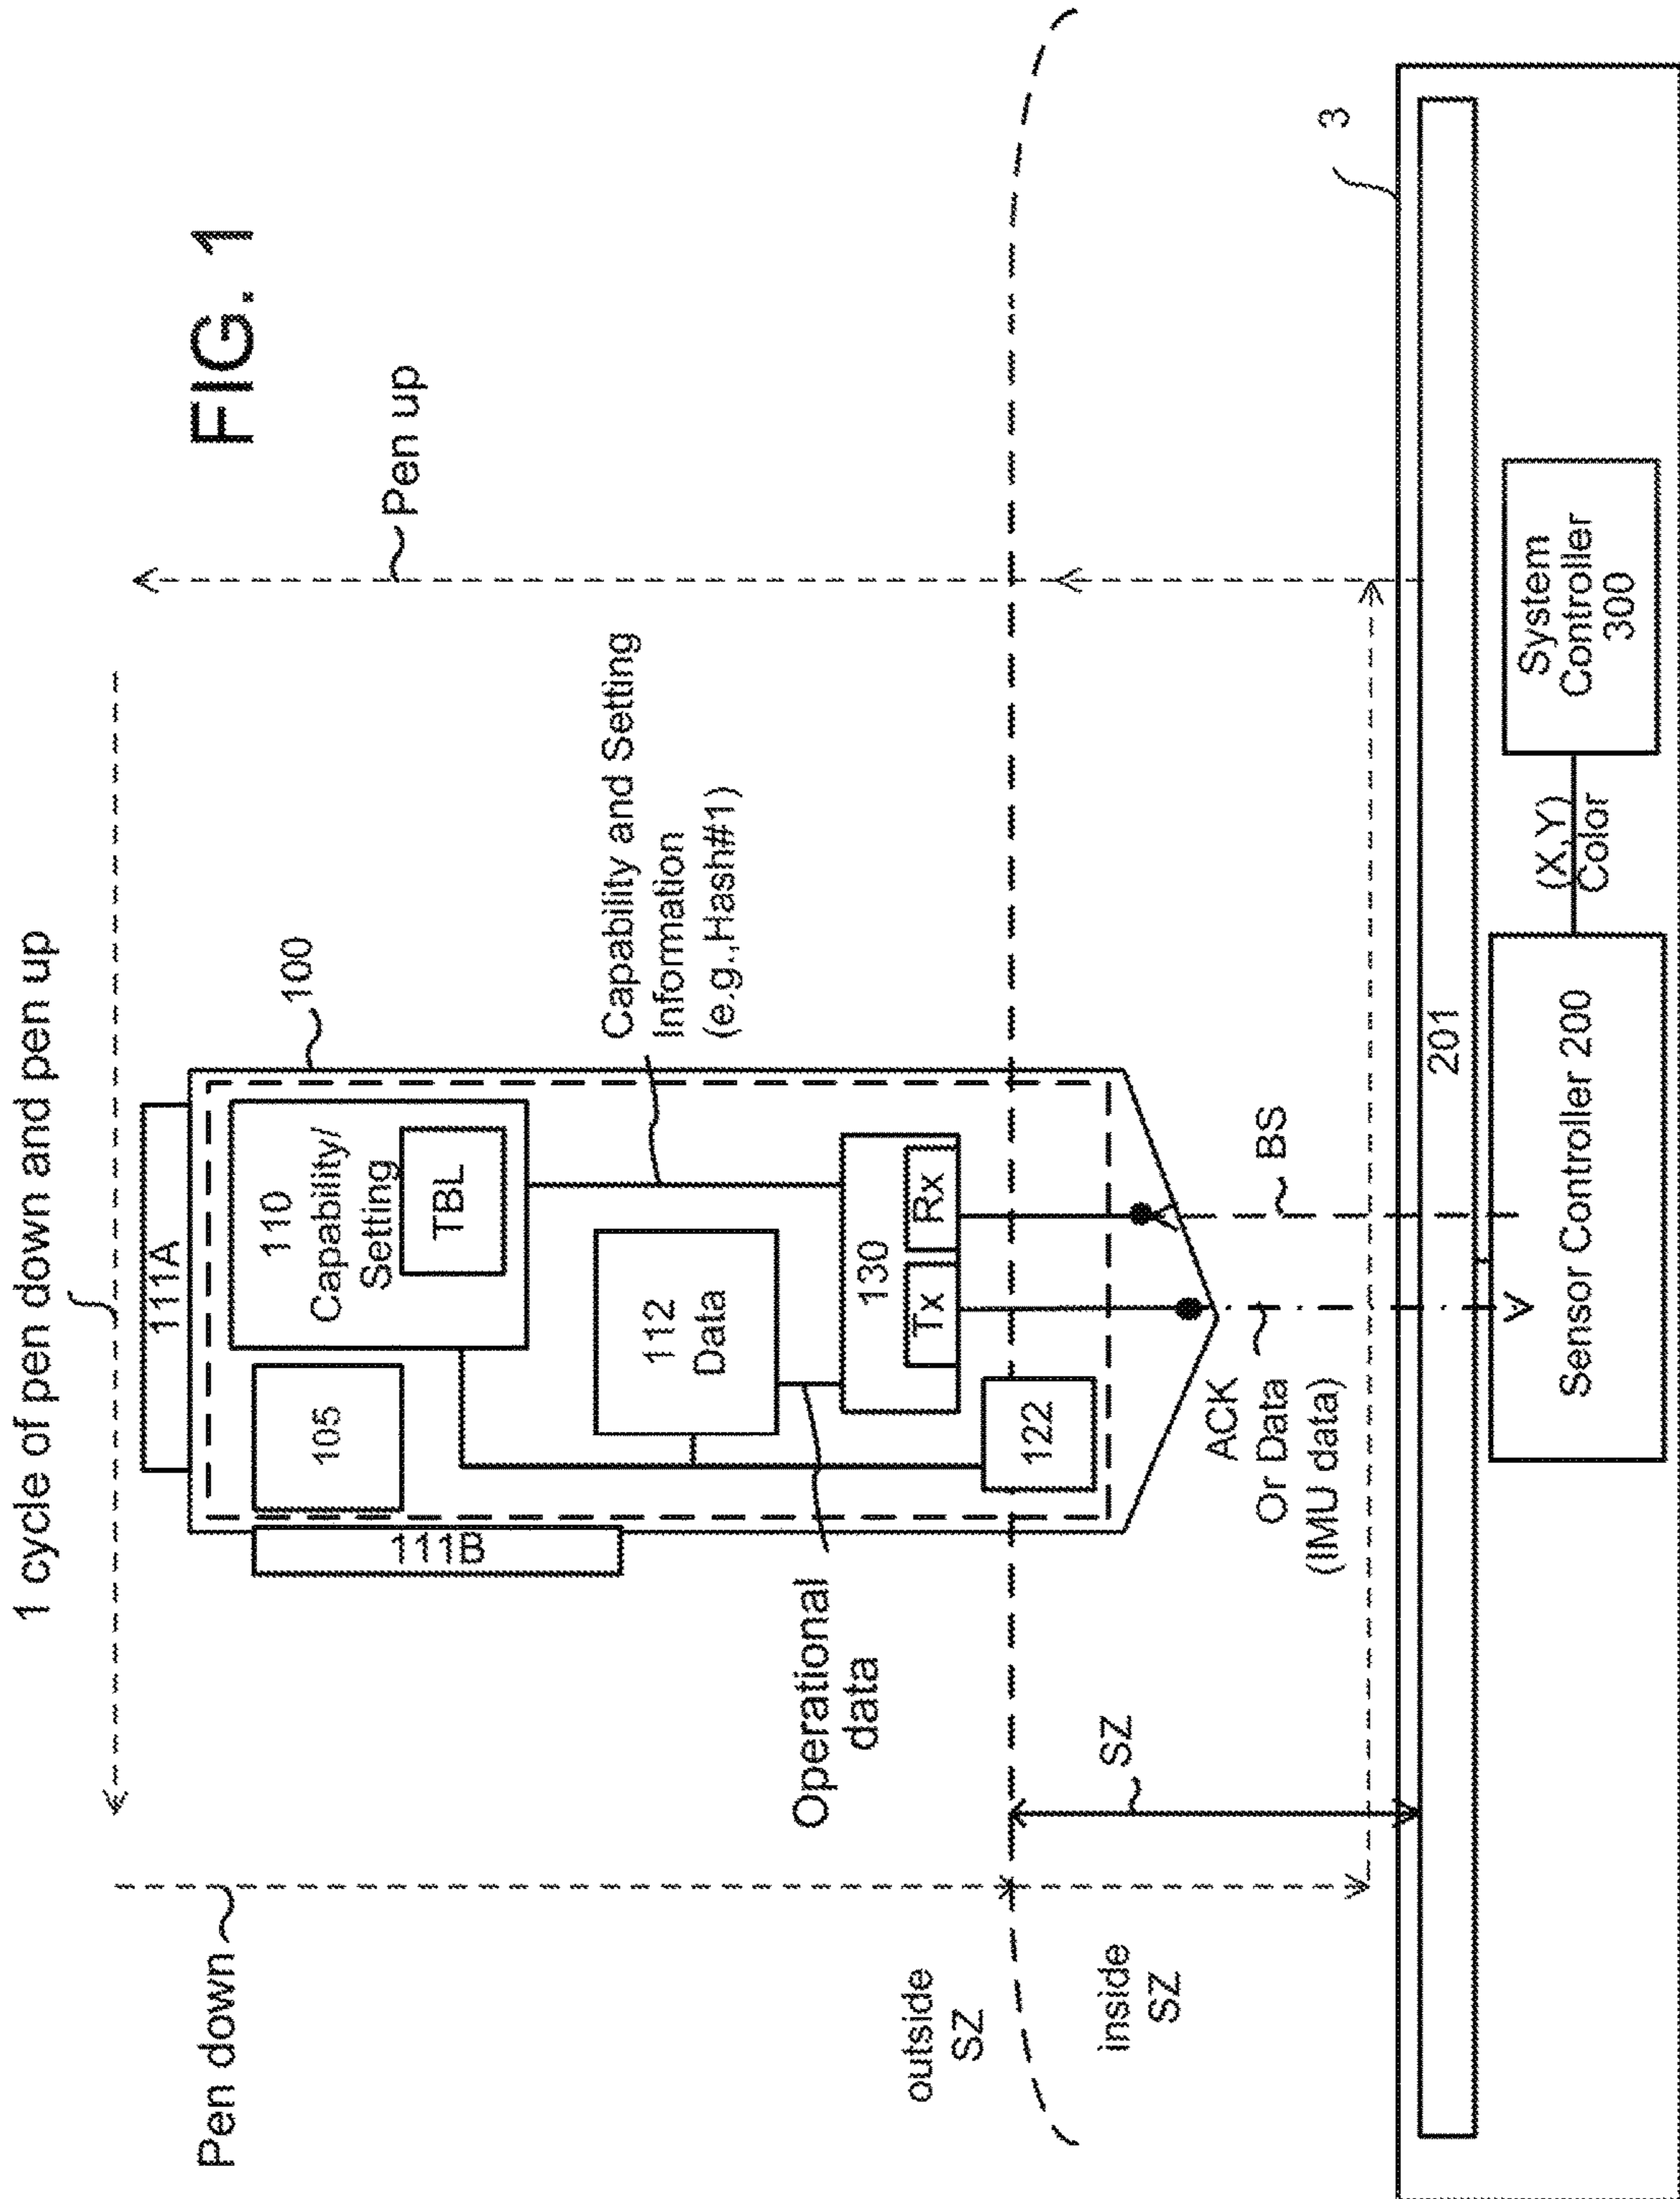 FIG. 1
1 cycle of pen down and pen up
Pen down
Pen up
111A
100
111B
105
110
Capability/
Setting
TBL
Capability and Setting
Information
(e.g.,Hash#1)
112
Data
Operational
data
130
Tx
Rx
122
outside
SZ
inside
SZ
SZ
ACK
Or Data
(IMU data)
BS
3
201
Sensor Controller 200
(X,Y)
Color
System
Controller
300